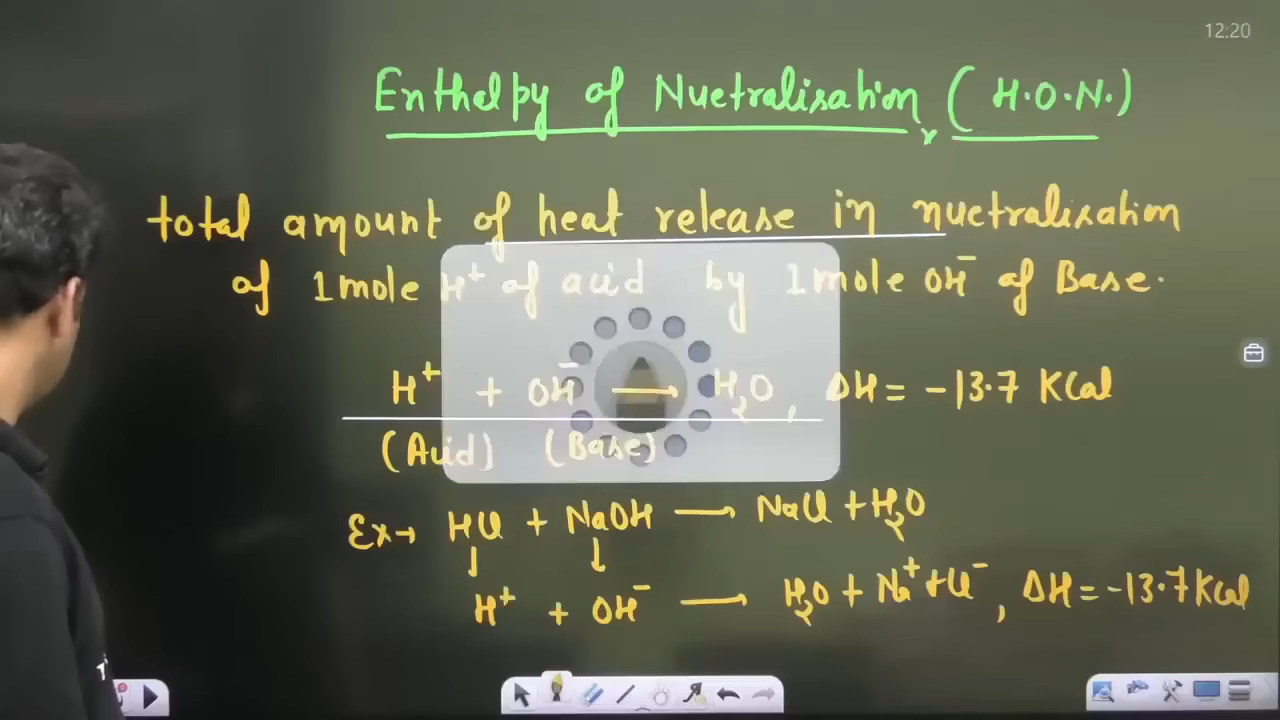 12:20
Enthalpy of Nuetralisation (H.O.N.)
total amount of heat release in nuetralisation
of 1mole H⁺ of acid by 1mole OH⁻ of Base.
H⁺ + OH⁻ → H₂O, ΔH = -13.7 KCal
(Acid) (Base)
Ex→ HCl + NaOH → NaCl + H₂O
↓ ↓
H⁺ + OH⁻ → H₂O + Na⁺ + Cl⁻, ΔH = -13.7 KCal